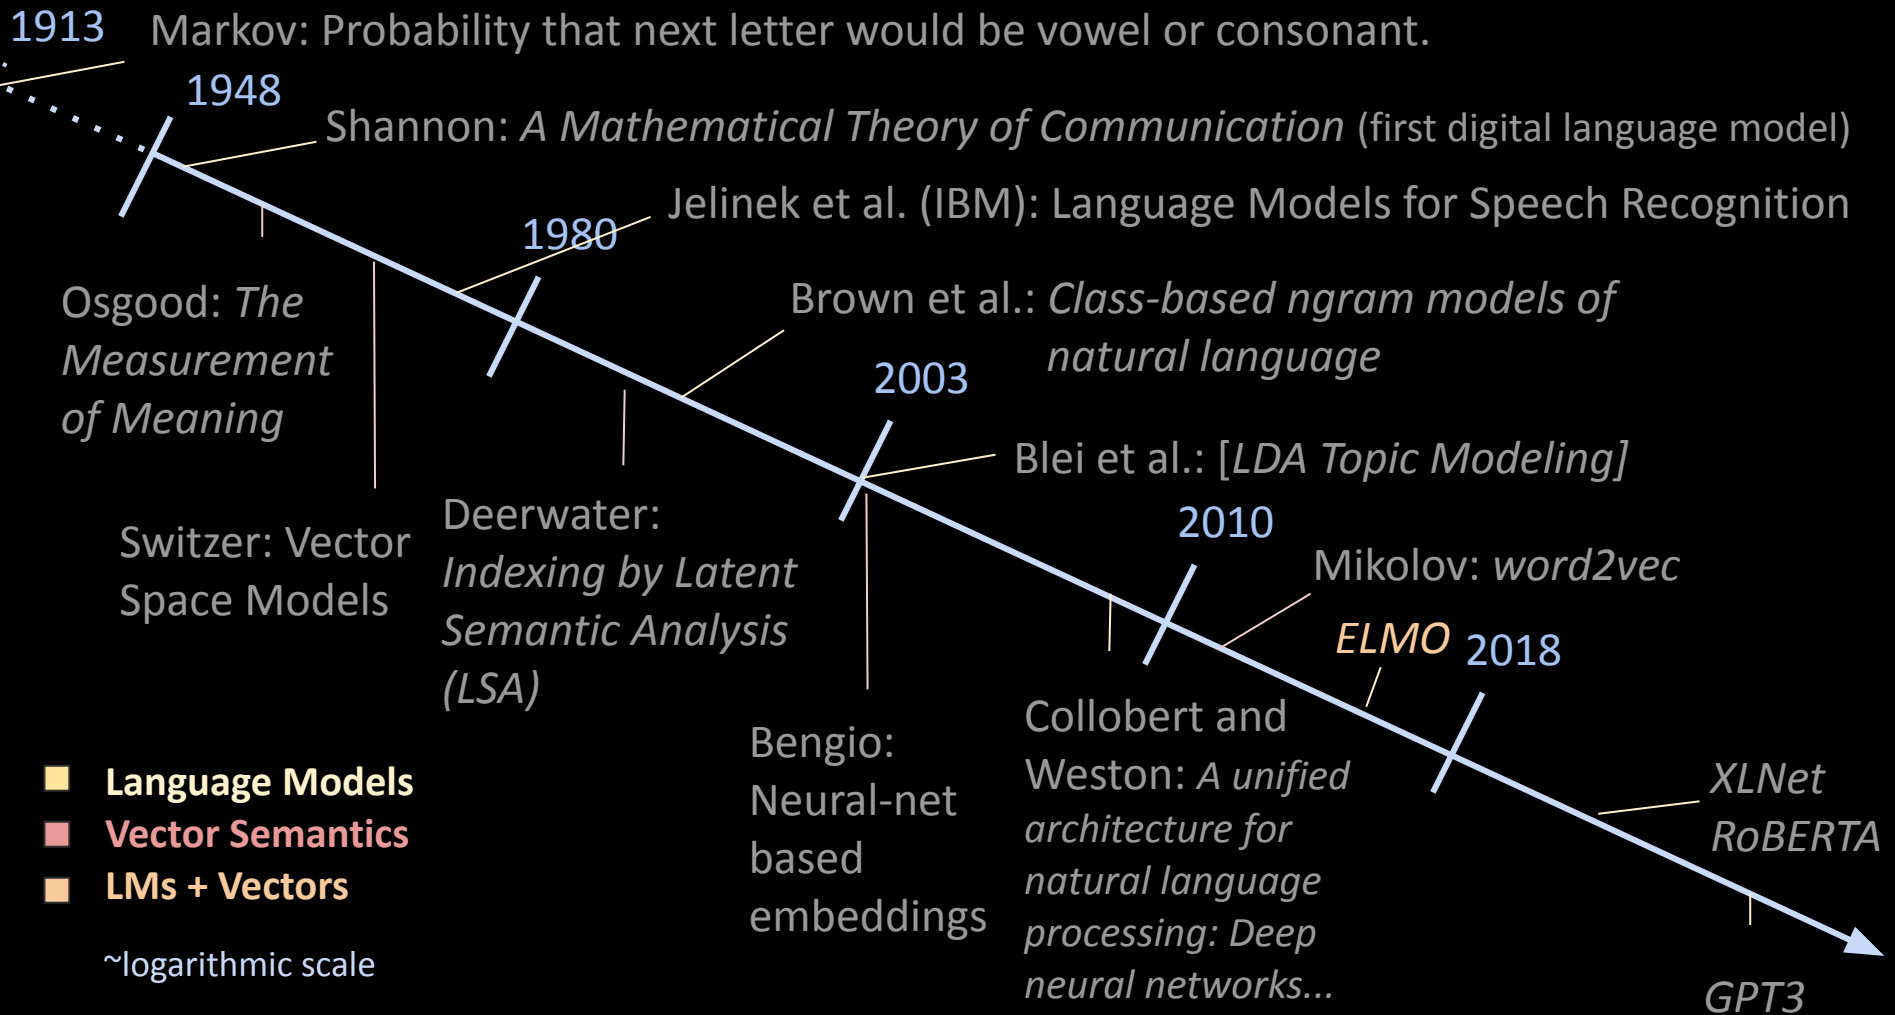 1913
Markov: Probability that next letter would be vowel or consonant.
1948
Shannon: A Mathematical Theory of Communication (first digital language model)
Jelinek et al. (IBM): Language Models for Speech Recognition
1980
Osgood: The
Measurement
of Meaning
Brown et al.: Class-based ngram models of
natural language
2003
Blei et al.: [LDA Topic Modeling]
Switzer: Vector
Space Models
Deerwater:
Indexing by Latent
Semantic Analysis
(LSA)
2010
Mikolov: word2vec
ELMO
2018
Bengio:
Neural-net
based
embeddings
Collobert and
Weston: A unified
architecture for
natural language
processing: Deep
neural networks...
XLNet
RoBERTA
GPT3
Language Models
Vector Semantics
LMs + Vectors
~logarithmic scale